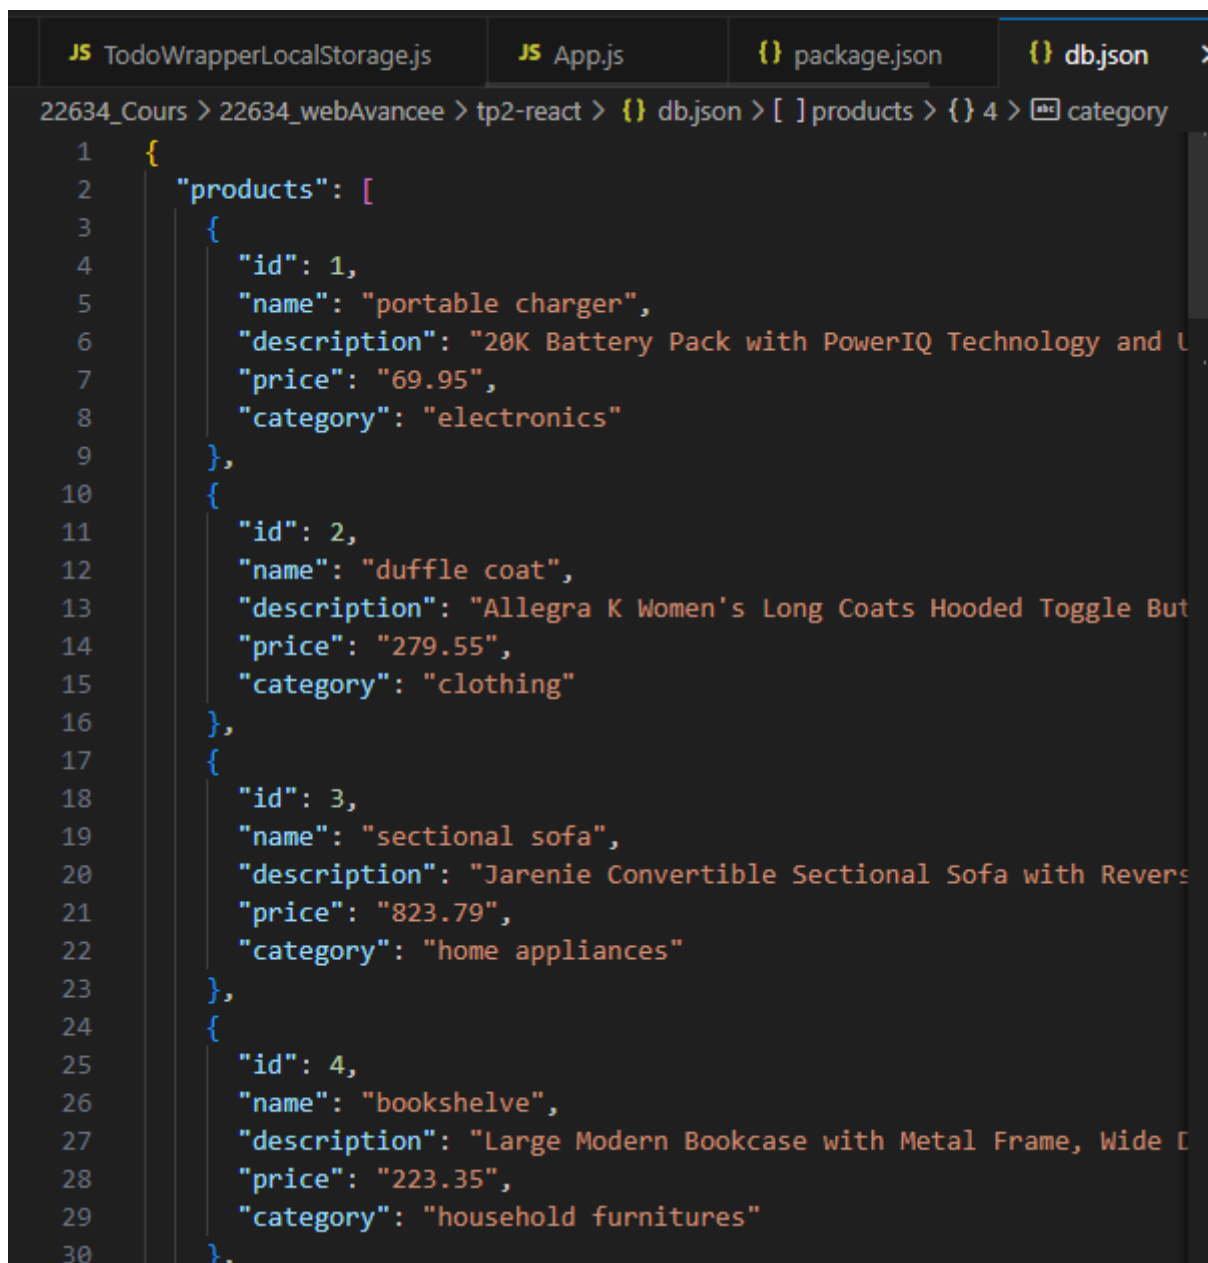 JS TodoWrapperLocalStorage.js JS App.js {} package.json {} db.json
22634_Cours > 22634_webAvancee > tp2-react > {} db.json > [ ] products > {} 4 > abc category
1 {
2 "products": [
3 {
4 "id": 1,
5 "name": "portable charger",
6 "description": "20K Battery Pack with PowerIQ Technology and
7 "price": "69.95",
8 "category": "electronics"
9 },
10 {
11 "id": 2,
12 "name": "duffle coat",
13 "description": "Allegra K Women's Long Coats Hooded Toggle But
14 "price": "279.55",
15 "category": "clothing"
16 },
17 {
18 "id": 3,
19 "name": "sectional sofa",
20 "description": "Jarenie Convertible Sectional Sofa with Revers
21 "price": "823.79",
22 "category": "home appliances"
23 },
24 {
25 "id": 4,
26 "name": "bookshelve",
27 "description": "Large Modern Bookcase with Metal Frame, Wide
28 "price": "223.35",
29 "category": "household furnitures"
30 },